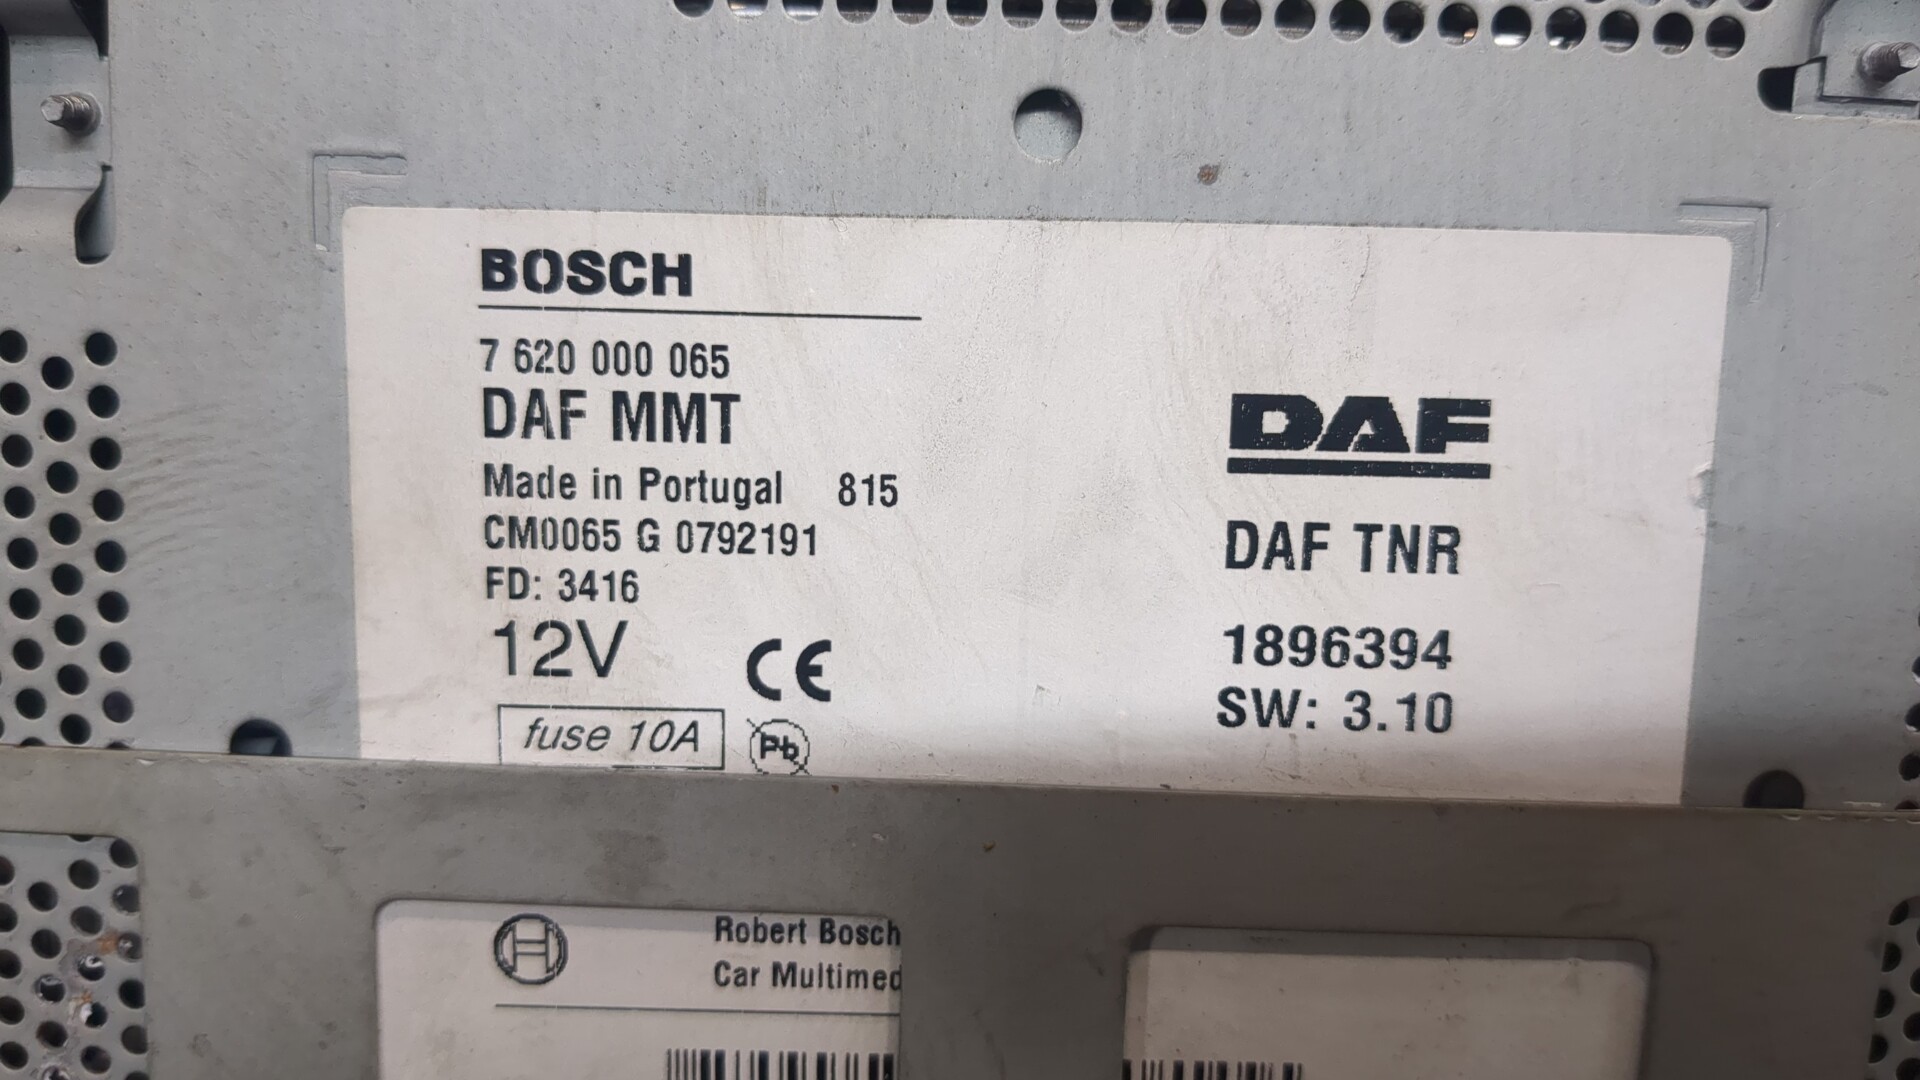 BOSCH
7 620 000 065
DAF MMT
Made in Portugal 815
CM0065 G 0792191
FD: 3416
12V CE
fuse 10A Pb
DAF
DAF TNR
1896394
SW: 3.10
Robert Bosch
Car Multimed